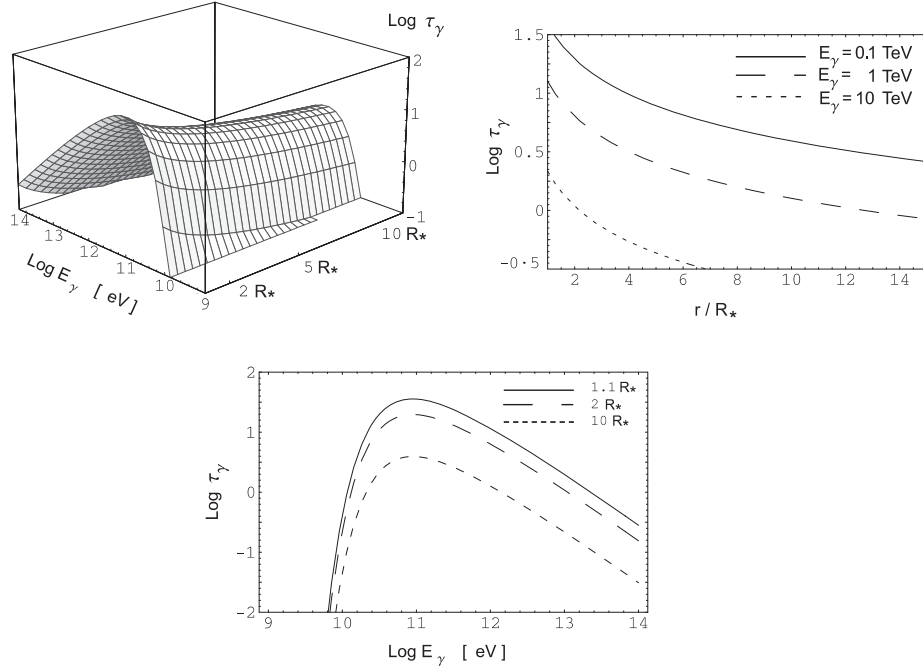 Log τγ
2
1
0
-1
10 R*
5 R*
2 R*
14
13
12
11
10
9
Log Eγ [ eV]
1.5
1
0.5
0
-0.5
Log τγ
Eγ = 0.1 TeV
Eγ = 1 TeV
Eγ = 10 TeV
2 4 6 8 10 12 14
r / R*
2
1
0
-1
-2
Log τγ
1.1 R*
2 R*
10 R*
9 10 11 12 13 14
Log Eγ [ eV]